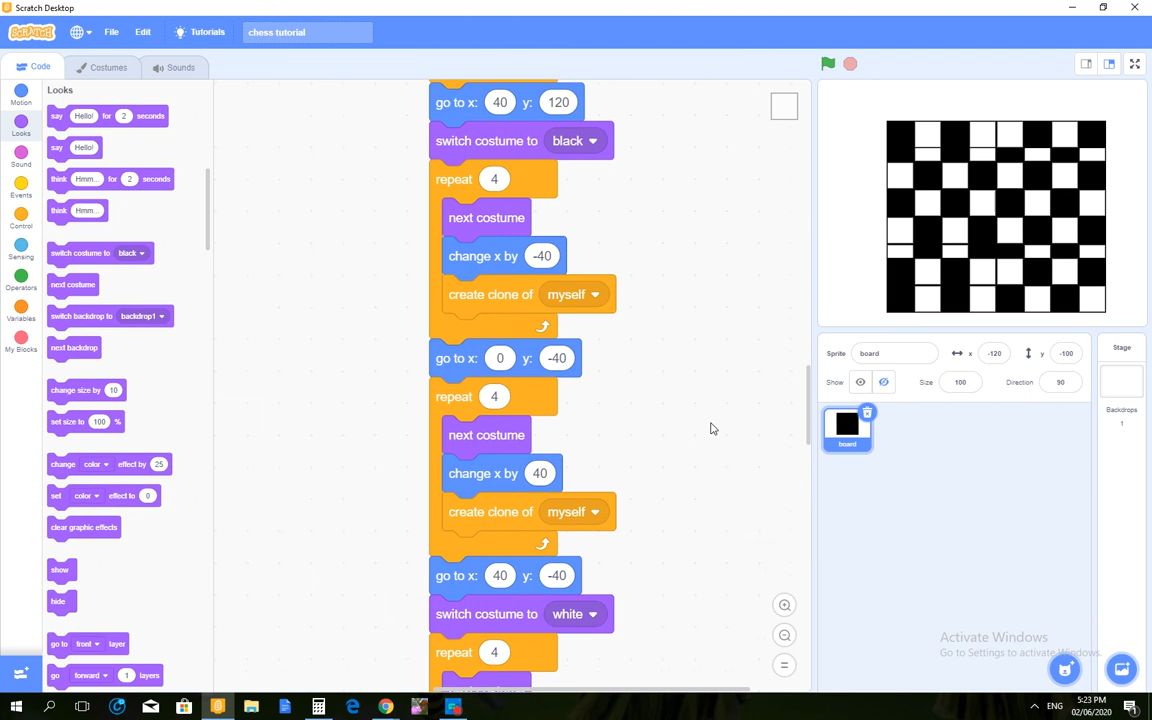 Scratch Desktop
SCRATCH File Edit Tutorials chess tutorial
Code Costumes Sounds
Motion
Looks
Sound
Events
Control
Sensing
Operators
Variables
My Blocks
Looks
say Hello! for 2 seconds
say Hello!
think Hmm... for 2 seconds
think Hmm...
switch costume to black
next costume
switch backdrop to backdrop1
next backdrop
change size by 10
set size to 100 %
change color effect by 25
set color effect to 0
clear graphic effects
show
hide
go to front layer
go forward 1 layers
go to x: 40 y: 120
switch costume to black
repeat 4
next costume
change x by -40
create clone of myself
go to x: 0 y: -40
repeat 4
next costume
change x by 40
create clone of myself
go to x: 40 y: -40
switch costume to white
repeat 4
Sprite board x -120 y -100
Show Size 100 Direction 90
board
Stage
Backdrops
1
Activate Windows
Go to Settings to activate Windows.
ENG 5:23 PM
02/06/2020 1